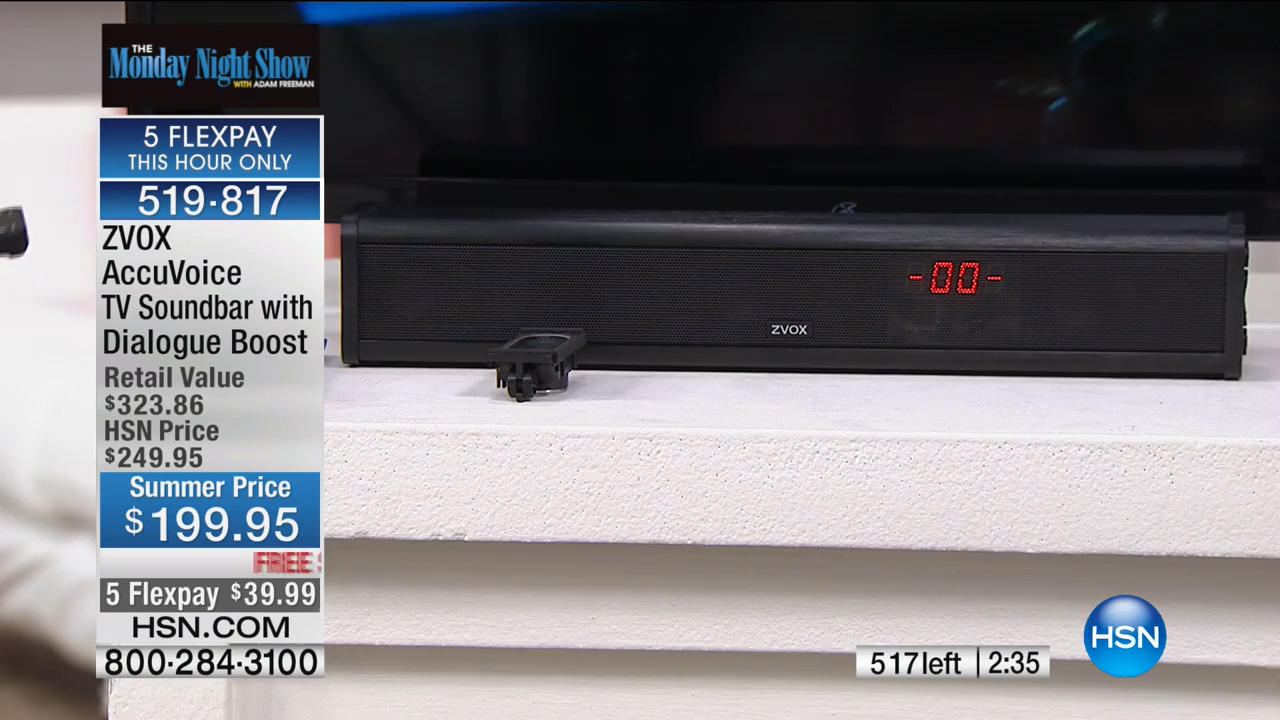 THE
Monday Night Show
WITH ADAM FREEMAN
5 FLEXPAY
THIS HOUR ONLY
519·817
ZVOX
AccuVoice
TV Soundbar with
Dialogue Boost
Retail Value
$323.86
HSN Price
$249.95
Summer Price
$199.95
FREE
5 Flexpay $39.99
HSN.COM
800·284·3100
-00-
ZVOX
517 left | 2:35
HSN